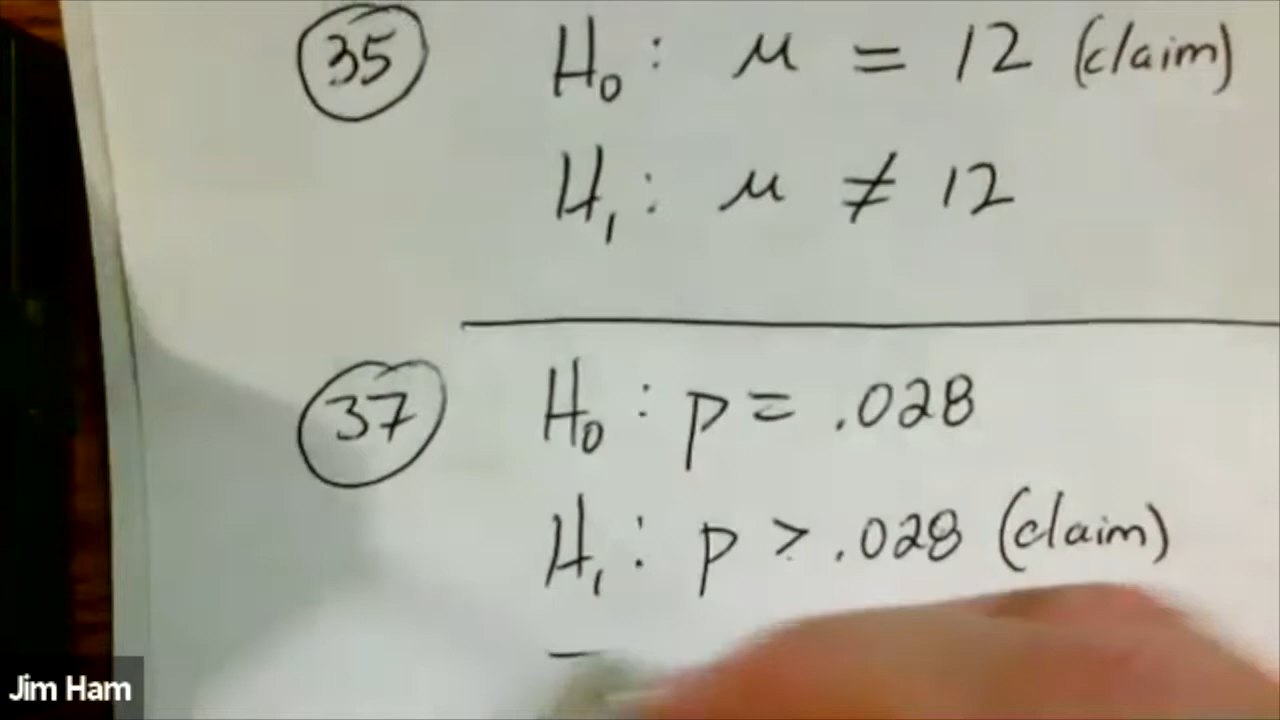 35 H₀: μ = 12 (claim)
H₁: μ ≠ 12
37 H₀: p = .028
H₁: p > .028 (claim)
Jim Ham